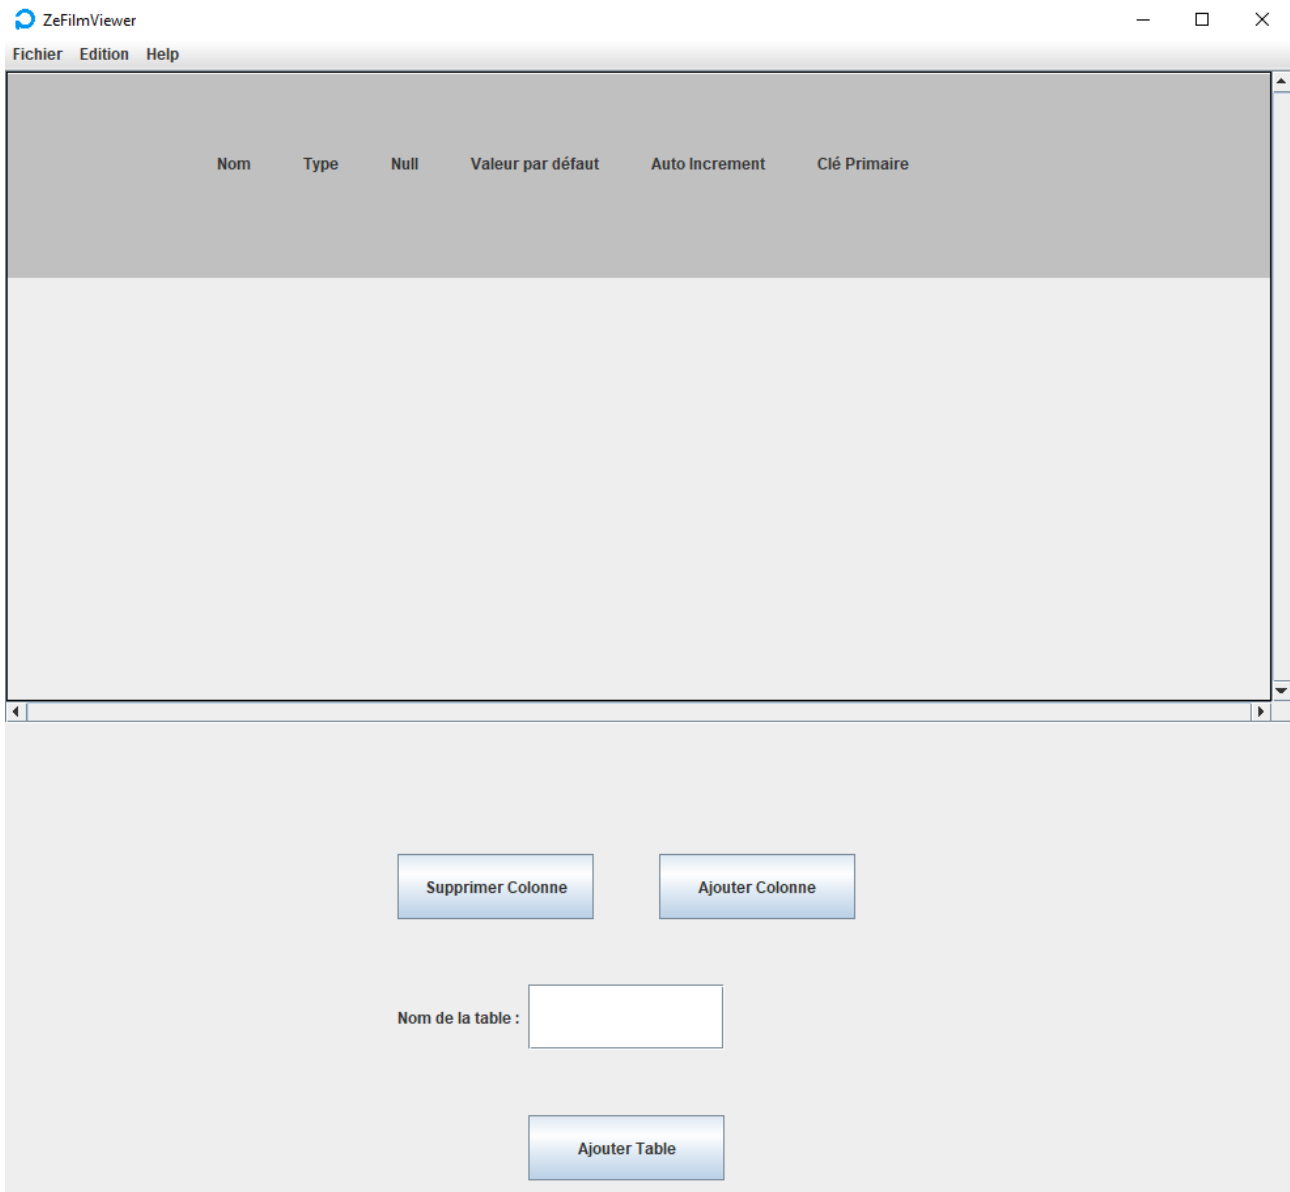 ZeFilmViewer
Fichier Edition Help
Nom Type Null Valeur par défaut Auto Increment Clé Primaire
Supprimer Colonne Ajouter Colonne
Nom de la table :
Ajouter Table